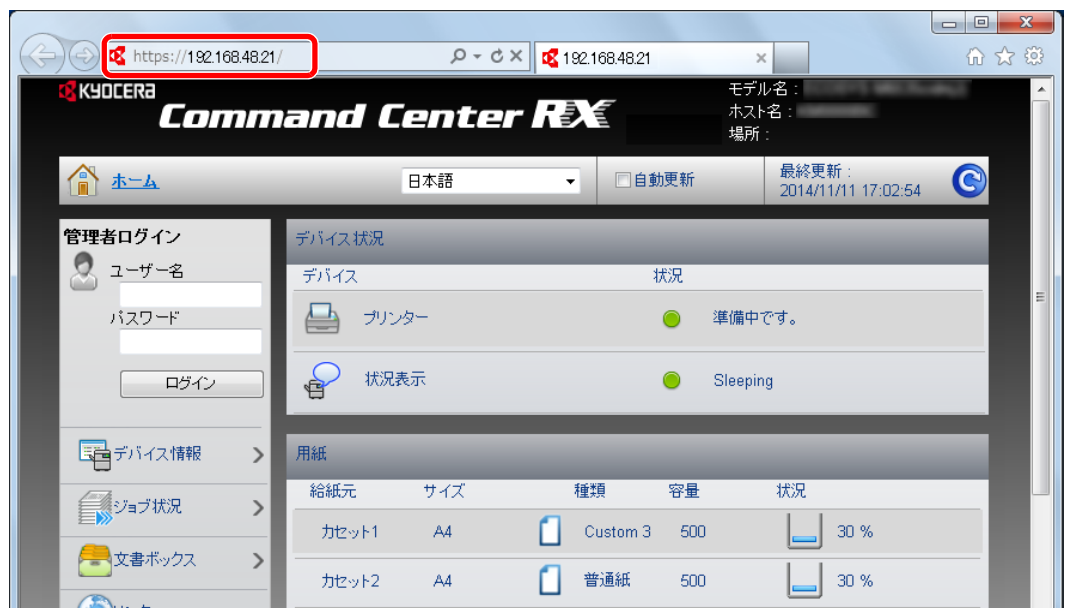 https://192.168.48.21/
192.168.48.21
KYOCERA
Command Center RX
モデル名 :
ホスト名 :
場所 :
ホーム
日本語
自動更新
最終更新 :
2014/11/11 17:02:54
管理者ログイン
ユーザー名
パスワード
ログイン
デバイス情報
ジョブ状況
文書ボックス
デバイス状況
デバイス 状況
プリンター 準備中です。
状況表示 Sleeping
用紙
給紙元 サイズ 種類 容量 状況
カセット1 A4 Custom 3 500 30 %
カセット2 A4 普通紙 500 30 %